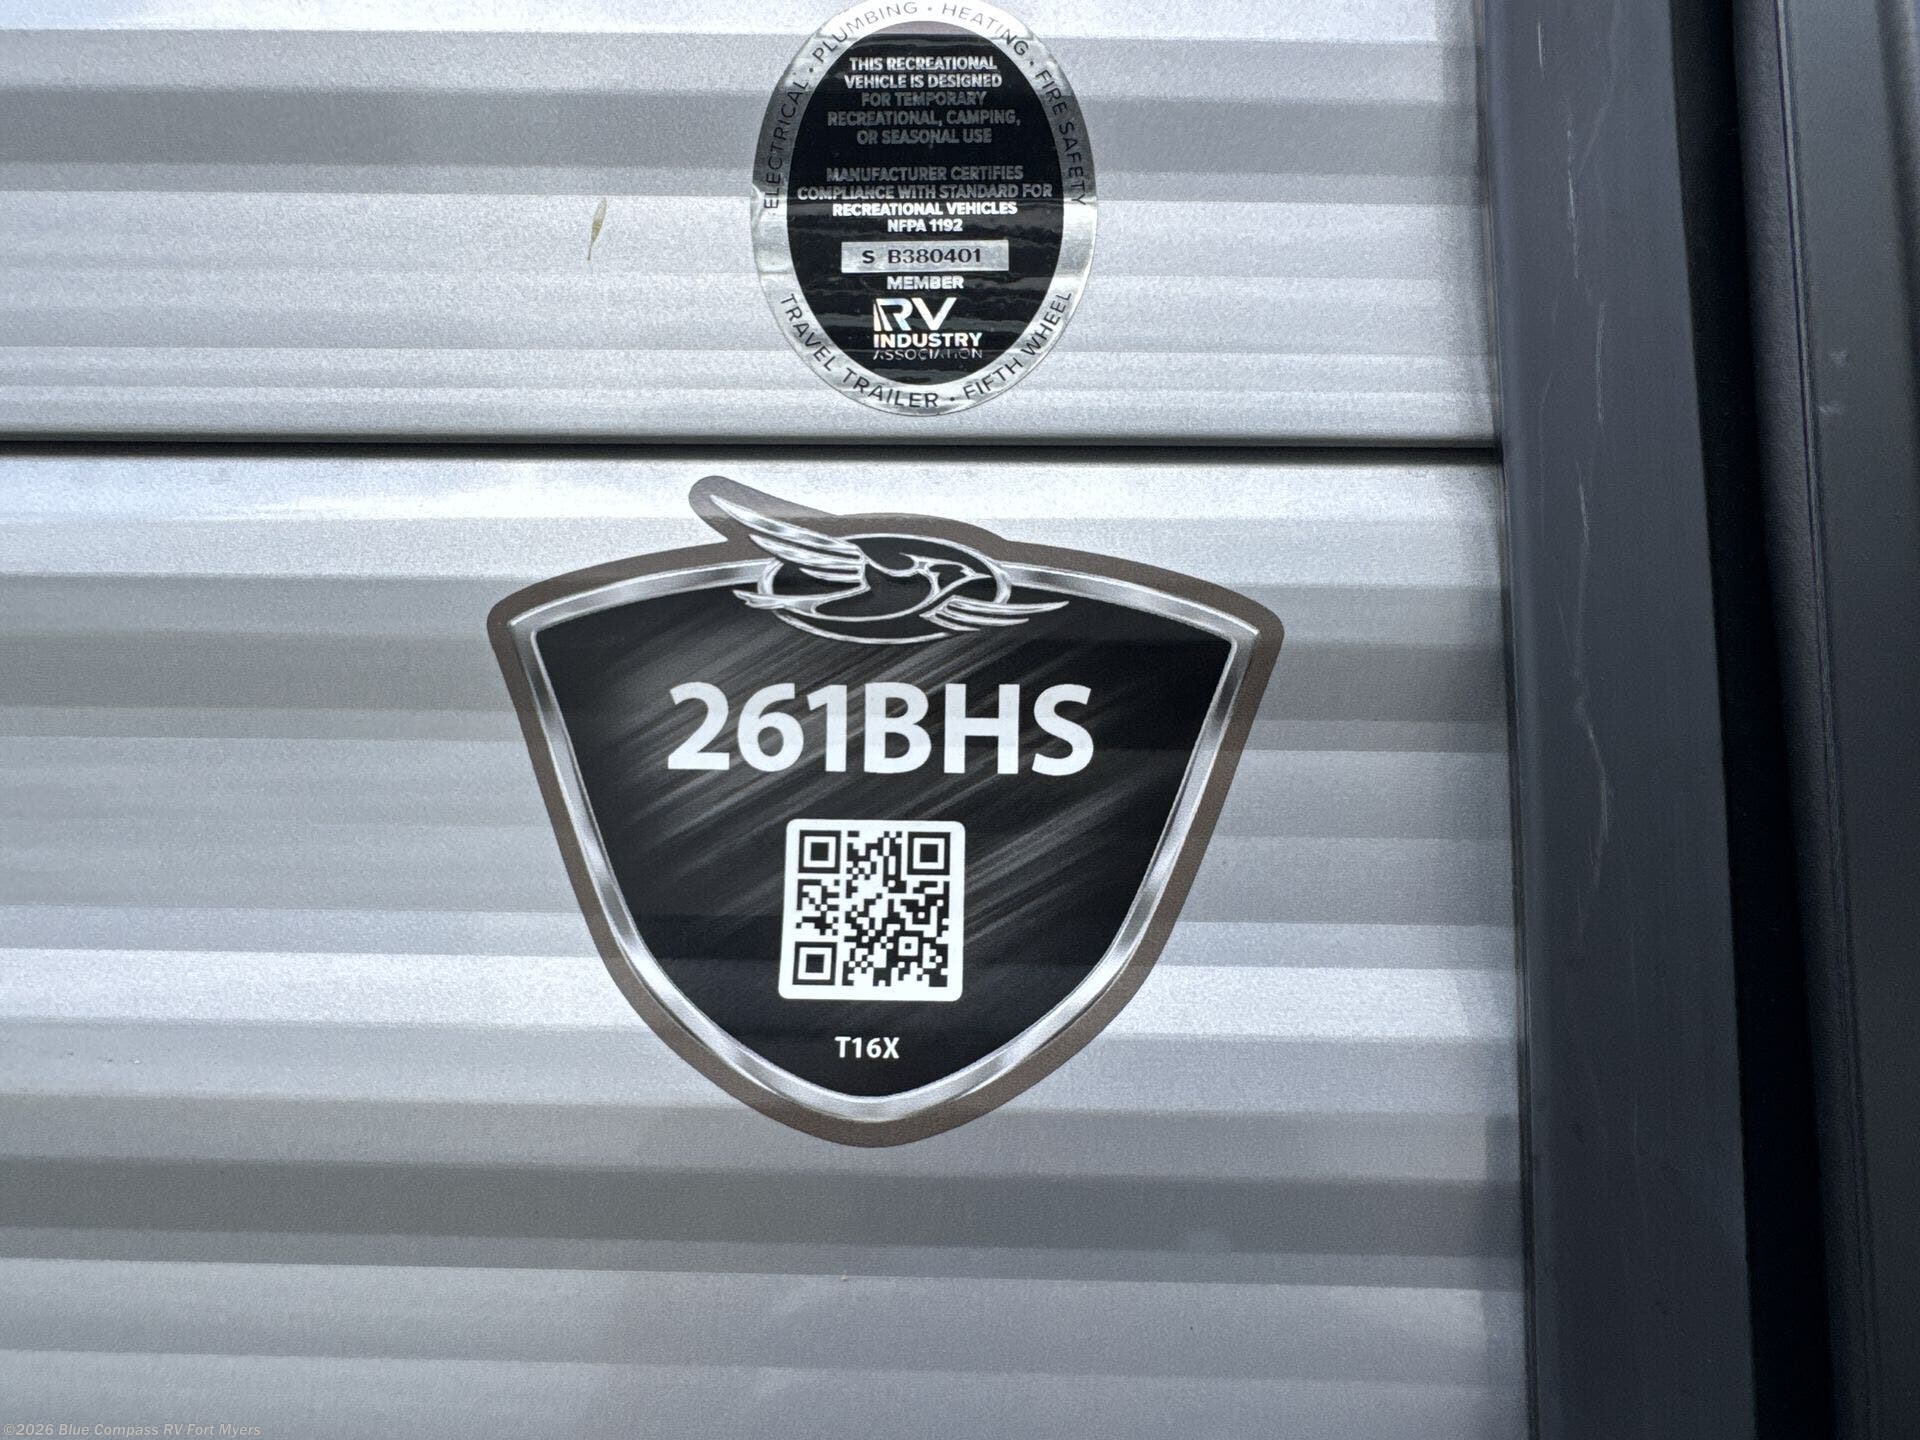 ELECTRICAL • PLUMBING • HEATING • FIRE SAFETY
THIS RECREATIONAL
VEHICLE IS DESIGNED
FOR TEMPORARY
RECREATIONAL, CAMPING,
OR SEASONAL USE
MANUFACTURER CERTIFIES
COMPLIANCE WITH STANDARD FOR
RECREATIONAL VEHICLES
NFPA 1192
S B380401
MEMBER
RV
INDUSTRY
ASSOCIATION
TRAVEL TRAILER • FIFTH WHEEL
261BHS
T16X
©2026 Blue Compass RV Fort Myers